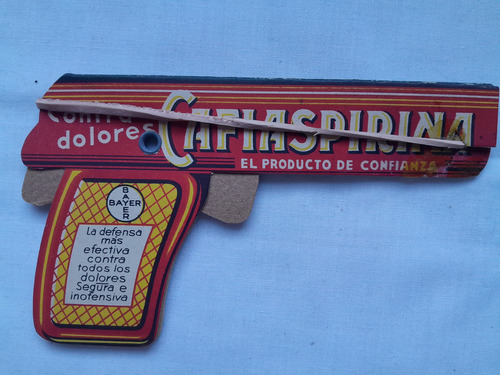 Contra
dolores
CAFIASPIRINA
EL PRODUCTO DE CONFIANZA
BAYER
BAYER
La defensa
más
efectiva
contra
todos los
dolores
Segura e
inofensiva